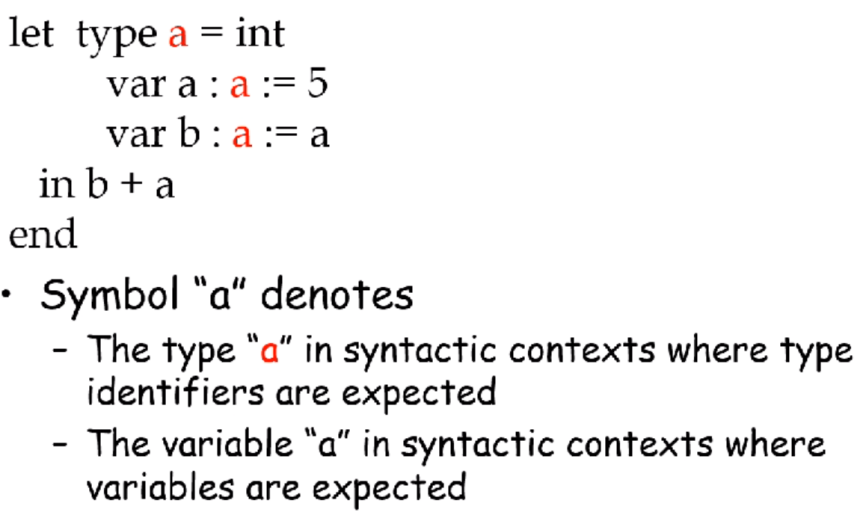 let type a = int
var a : a := 5
var b : a := a
in b + a
end
• Symbol “a” denotes
– The type “a” in syntactic contexts where type
identifiers are expected
– The variable “a” in syntactic contexts where
variables are expected